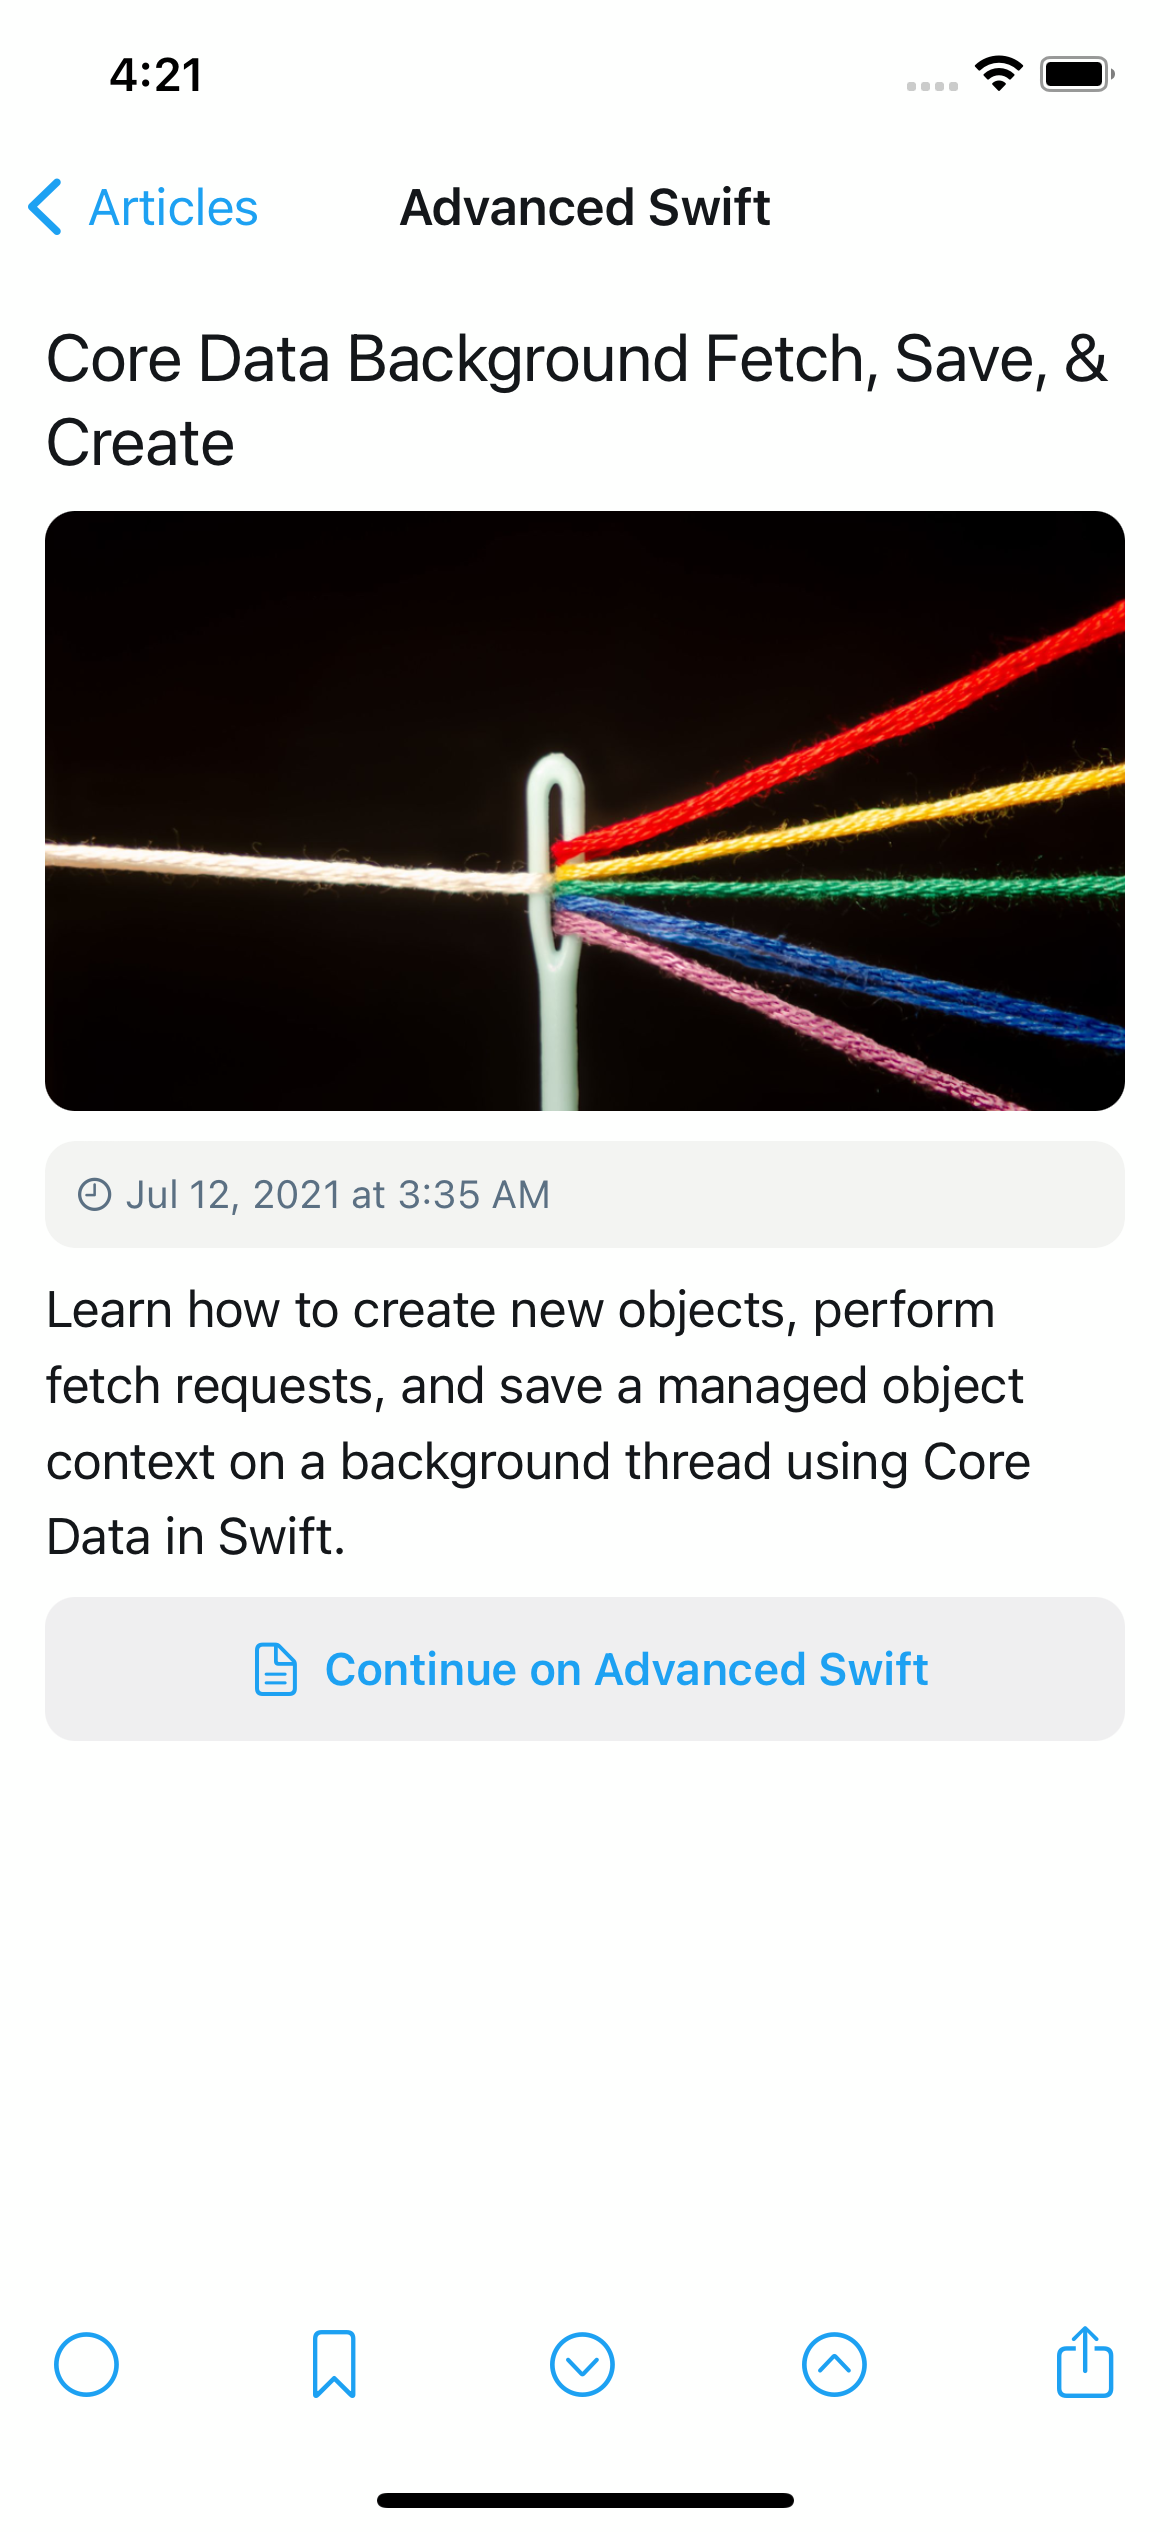 4:21
Articles
Advanced Swift
Core Data Background Fetch, Save, &
Create
Jul 12, 2021 at 3:35 AM
Learn how to create new objects, perform
fetch requests, and save a managed object
context on a background thread using Core
Data in Swift.
Continue on Advanced Swift